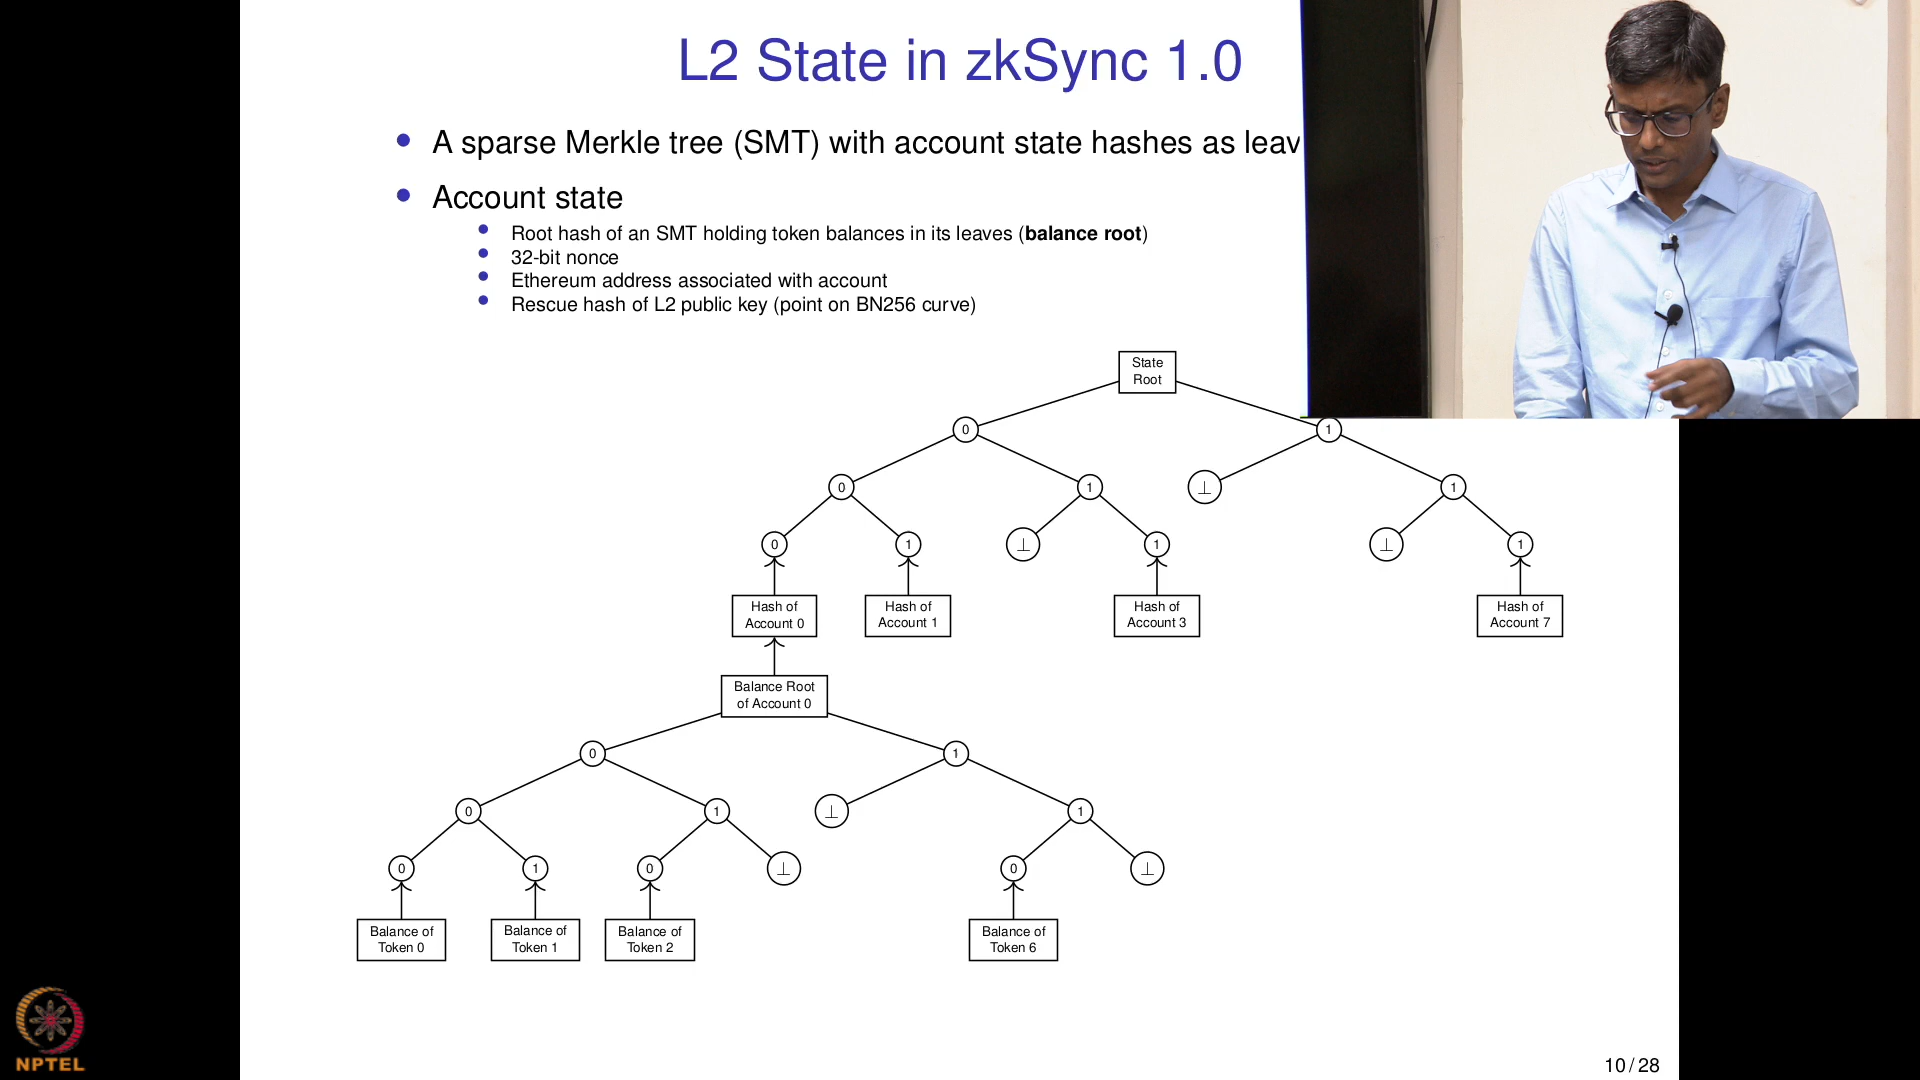 L2 State in zkSync 1.0
• A sparse Merkle tree (SMT) with account state hashes as leav
• Account state
• Root hash of an SMT holding token balances in its leaves (balance root)
• 32-bit nonce
• Ethereum address associated with account
• Rescue hash of L2 public key (point on BN256 curve)
State
Root
0 1
0 1 ⊥ 1
0 1 ⊥ 1 ⊥ 1
Hash of
Account 0
Hash of
Account 1
Hash of
Account 3
Hash of
Account 7
Balance Root
of Account 0
0 1
0 1 ⊥ 1
0 1 0 ⊥ 0 ⊥
Balance of
Token 0
Balance of
Token 1
Balance of
Token 2
Balance of
Token 6
NPTEL
10 / 28